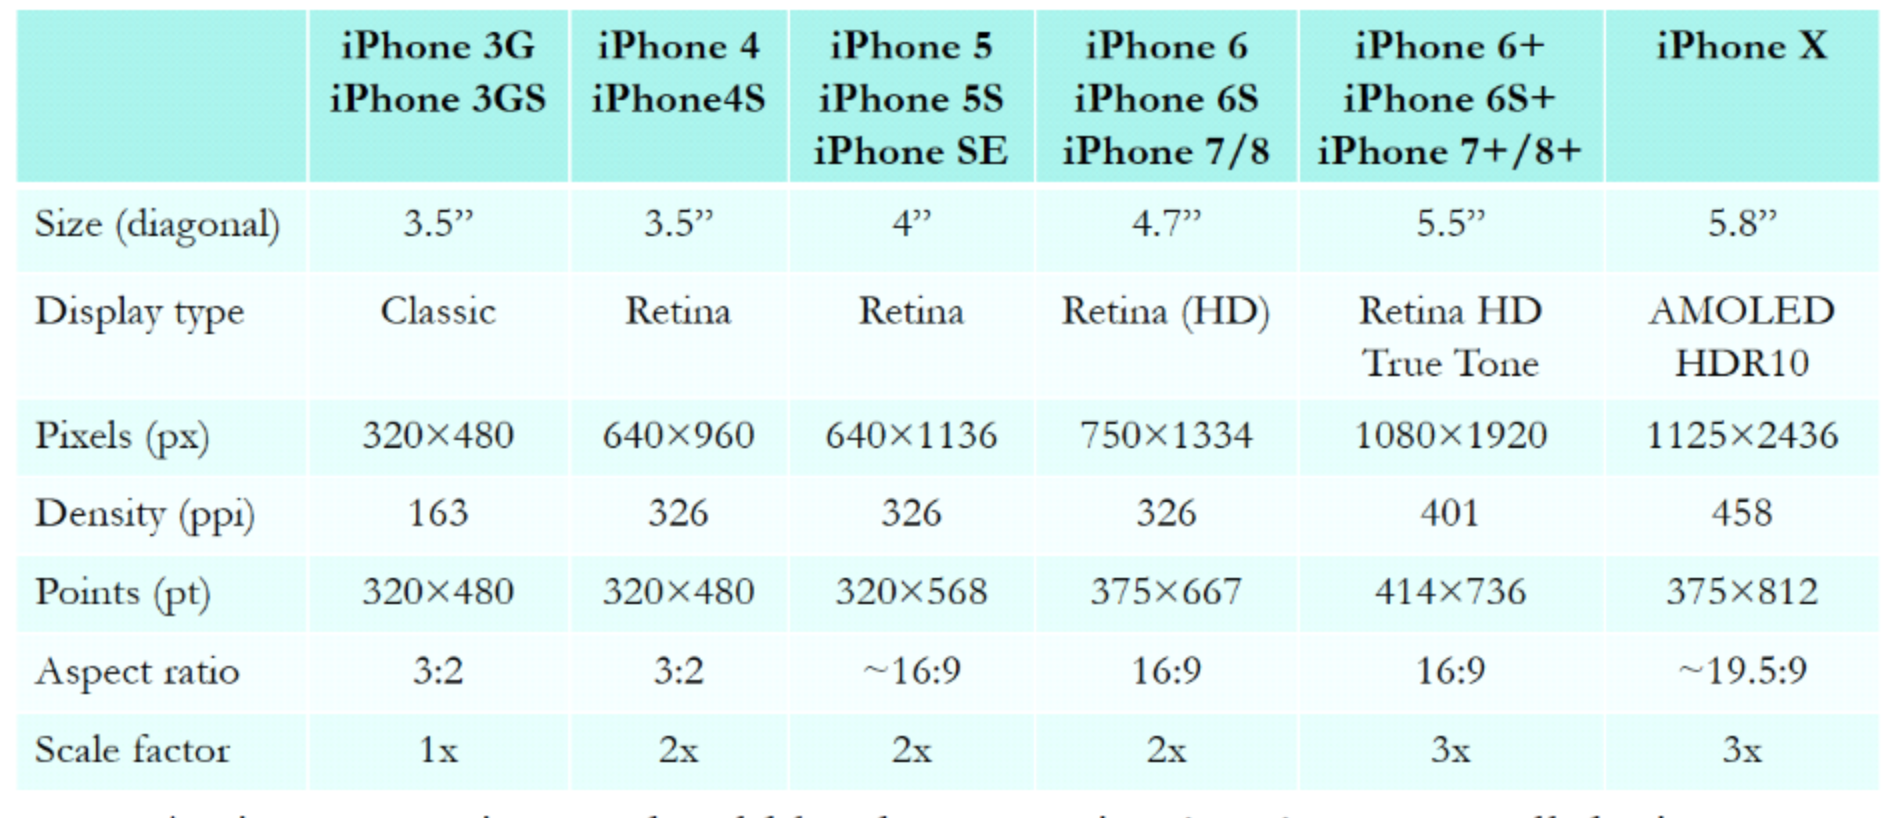 iPhone 3G iPhone 4 iPhone 5 iPhone 6 iPhone 6+ iPhone X
iPhone 3GS iPhone4S iPhone 5S iPhone 6S iPhone 6S+
iPhone SE iPhone 7/8 iPhone 7+/8+
Size (diagonal) 3.5” 3.5” 4” 4.7” 5.5” 5.8”
Display type Classic Retina Retina Retina (HD) Retina HD AMOLED
True Tone HDR10
Pixels (px) 320×480 640×960 640×1136 750×1334 1080×1920 1125×2436
Density (ppi) 163 326 326 326 401 458
Points (pt) 320×480 320×480 320×568 375×667 414×736 375×812
Aspect ratio 3:2 3:2 ~16:9 16:9 16:9 ~19.5:9
Scale factor 1x 2x 2x 2x 3x 3x